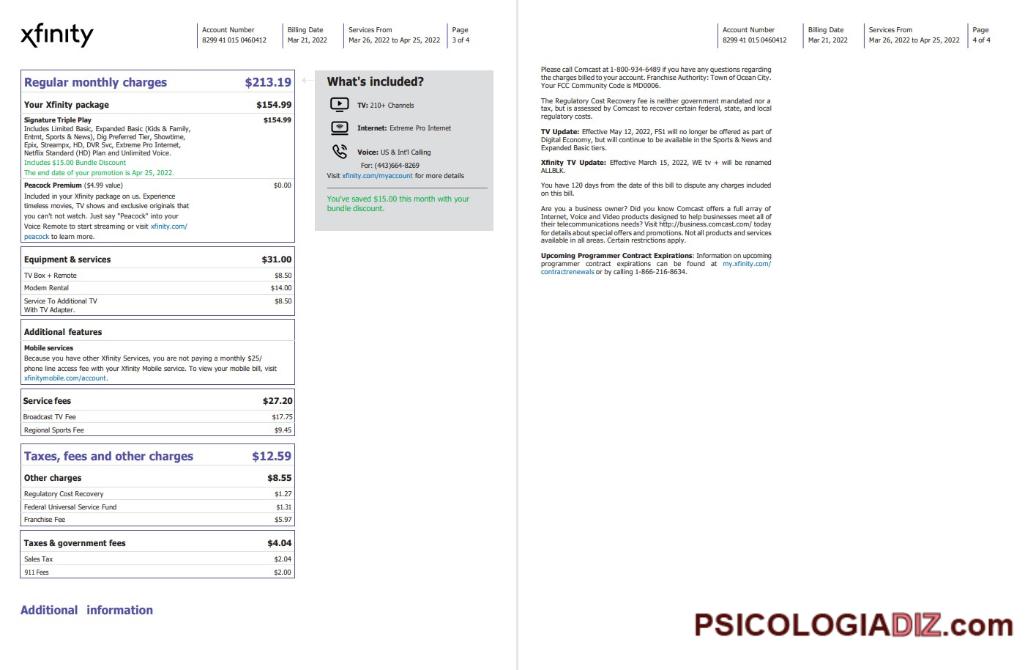 xfinity
Account Number
8299 41 015 0460412
Billing Date
Mar 21, 2022
Services From
Mar 26, 2022 to Apr 25, 2022
Page
3 of 4
Regular monthly charges $213.19
Your Xfinity package $154.99
Signature Triple Play $154.99
Includes Limited Basic, Expanded Basic (Kids & Family,
Entmt, Sports & News), Dig Preferred Tier, Showtime,
Epix, Streampx, HD, DVR Svc, Extreme Pro Internet,
Netflix Standard (HD) Plan and Unlimited Voice.
Includes $15.00 Bundle Discount
The end date of your promotion is Apr 25, 2022.
Peacock Premium ($4.99 value) $0.00
Included in your Xfinity package on us. Experience
timeless movies, TV shows and exclusive originals that
you can't not watch. Just say "Peacock" into your
Voice Remote to start streaming or visit xfinity.com/
peacock to learn more.
Equipment & services $31.00
TV Box + Remote $8.50
Modem Rental $14.00
Service To Additional TV $8.50
With TV Adapter.
Additional features
Mobile services
Because you have other Xfinity Services, you are not paying a monthly $25/
phone line access fee with your Xfinity Mobile service. To view your mobile bill, visit
xfinitymobile.com/account.
Service fees $27.20
Broadcast TV Fee $17.75
Regional Sports Fee $9.45
Taxes, fees and other charges $12.59
Other charges $8.55
Regulatory Cost Recovery $1.27
Federal Universal Service Fund $1.31
Franchise Fee $5.97
Taxes & government fees $4.04
Sales Tax $2.04
911 Fees $2.00
Additional information
What's included?
TV: 210+ Channels
Internet: Extreme Pro Internet
Voice: US & Int'l Calling
For: (443)664-8269
Visit xfinity.com/myaccount for more details
You've saved $15.00 this month with your
bundle discount.
Account Number
8299 41 015 0460412
Billing Date
Mar 21, 2022
Services From
Mar 26, 2022 to Apr 25, 2022
Page
4 of 4
Please call Comcast at 1-800-934-6489 if you have any questions regarding
the charges billed to your account. Franchise Authority: Town of Ocean City.
Your FCC Community Code is MD0006.
The Regulatory Cost Recovery fee is neither government mandated nor a
tax, but is assessed by Comcast to recover certain federal, state, and local
regulatory costs.
TV Update: Effective May 12, 2022, FS1 will no longer be offered as part of
Digital Economy, but will continue to be available in the Sports & News and
Expanded Basic tiers.
Xfinity TV Update: Effective March 15, 2022, WE tv + will be renamed
ALLBLK.
You have 120 days from the date of this bill to dispute any charges included
on this bill.
Are you a business owner? Did you know Comcast offers a full array of
Internet, Voice and Video products designed to help businesses meet all of
their telecommunications needs? Visit http://business.comcast.com/ today
for details about special offers and promotions. Not all products and services
available in all areas. Certain restrictions apply.
Upcoming Programmer Contract Expirations: Information on upcoming
programmer contract expirations can be found at my.xfinity.com/
contractrenewals or by calling 1-866-216-8634.
PSICOLOGIADIZ.com